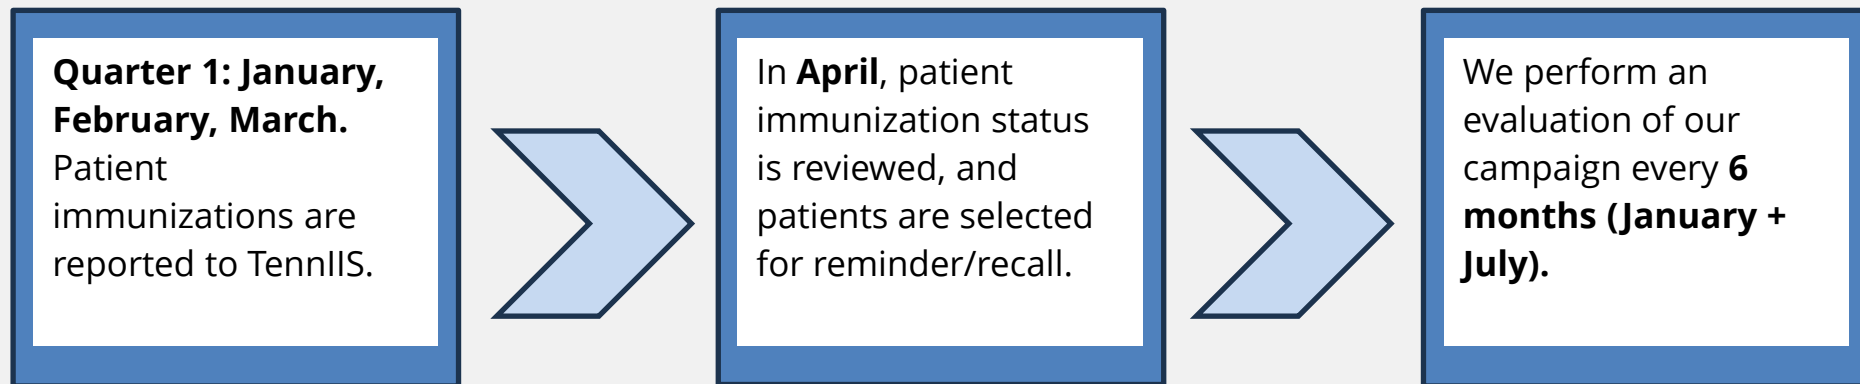 Quarter 1: January,
February, March.
Patient
immunizations are
reported to TennIIS.
In April, patient
immunization status
is reviewed, and
patients are selected
for reminder/recall.
We perform an
evaluation of our
campaign every 6
months (January +
July).